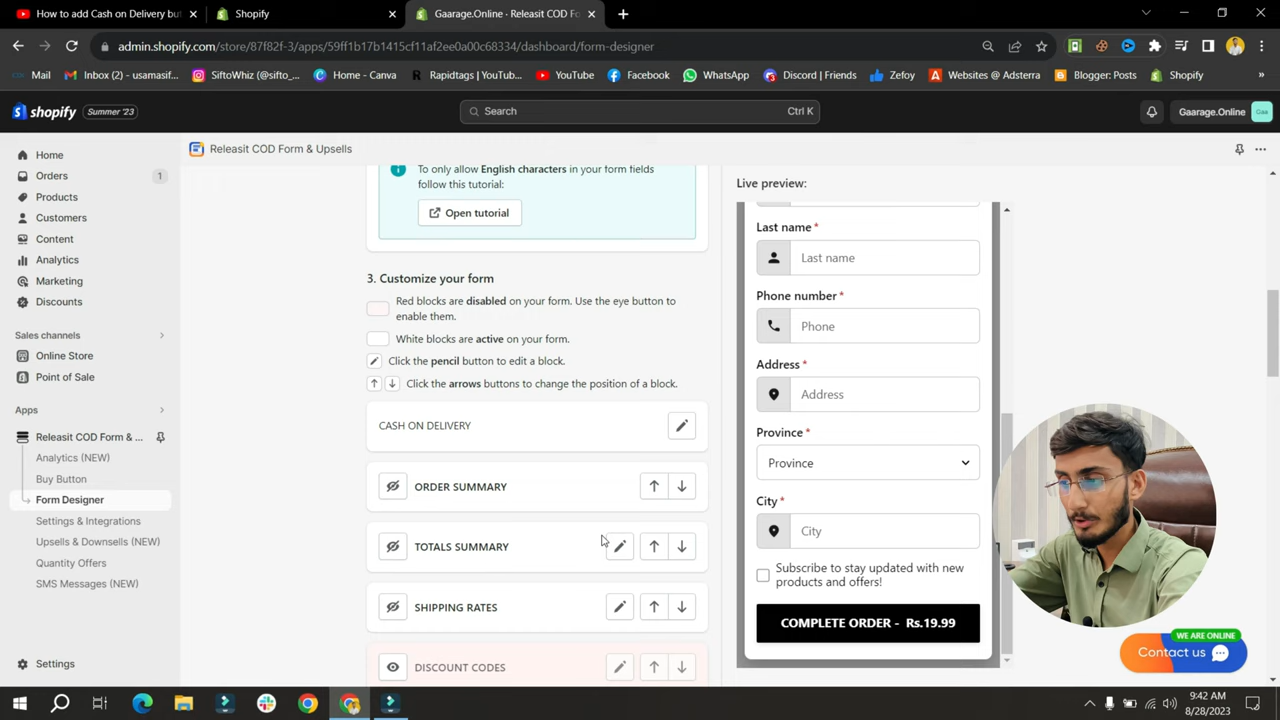 How to add Cash on Delivery bu
Shopify
Gaarage.Online · Releasit COD Fo
admin.shopify.com/store/87f82f-3/apps/59ff1b17b1415cf11af2ee0a00c68334/dashboard/form-designer
Mail
Inbox (2) - usamasif...
SiftoWhiz (@sifto_...
Home - Canva
Rapidtags | YouTub...
YouTube
Facebook
WhatsApp
Discord | Friends
Zefoy
Websites @ Adsterra
Blogger: Posts
Shopify
»
shopify
Summer '23
Search
Ctrl K
Gaarage.Online
Gaa
Home
Orders
1
Products
Customers
Content
Analytics
Marketing
Discounts
Sales channels
Online Store
Point of Sale
Apps
Releasit COD Form & ...
Analytics (NEW)
Buy Button
Form Designer
Settings & Integrations
Upsells & Downsells (NEW)
Quantity Offers
SMS Messages (NEW)
Settings
Releasit COD Form & Upsells
To only allow English characters in your form fields
follow this tutorial:
Open tutorial
3. Customize your form
Red blocks are disabled on your form. Use the eye button to
enable them.
White blocks are active on your form.
Click the pencil button to edit a block.
Click the arrows buttons to change the position of a block.
CASH ON DELIVERY
ORDER SUMMARY
TOTALS SUMMARY
SHIPPING RATES
DISCOUNT CODES
Live preview:
Last name *
Last name
Phone number *
Phone
Address *
Address
Province *
Province
City *
City
Subscribe to stay updated with new
products and offers!
COMPLETE ORDER - Rs.19.99
WE ARE ONLINE
Contact us
9:42 AM
8/28/2023